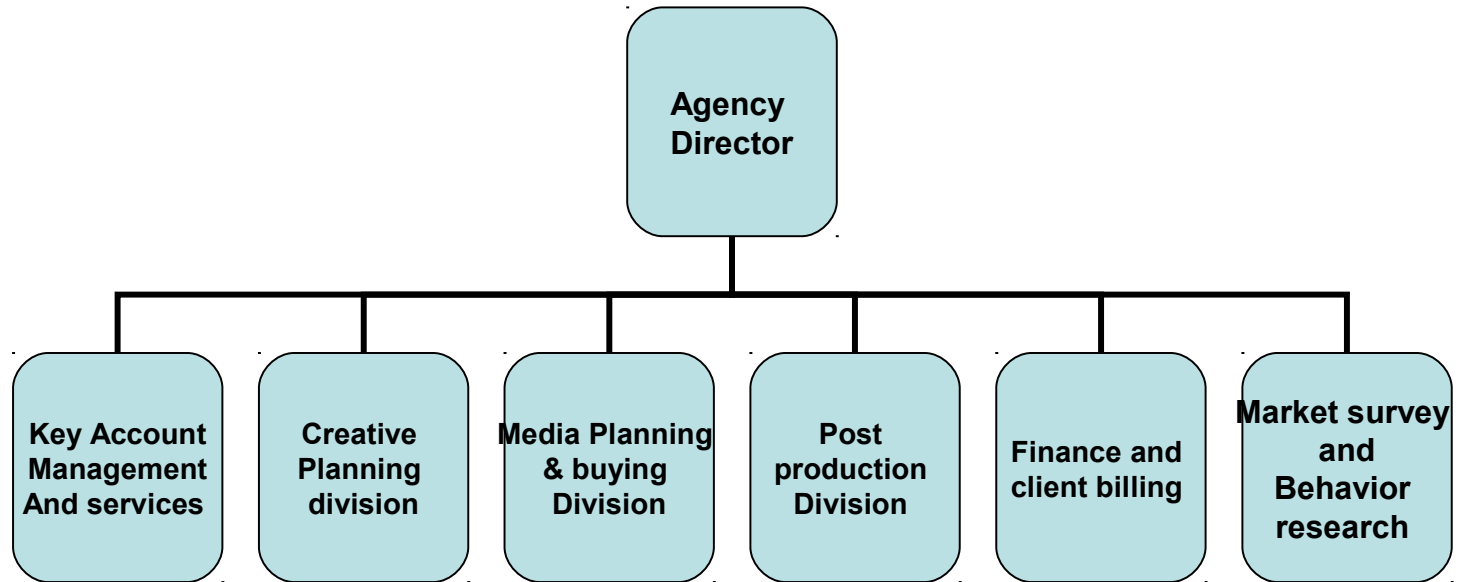 Agency
Director
Key Account
Management
And services
Creative
Planning
division
Media Planning
& buying
Division
Post
production
Division
Finance and
client billing
Market survey
and
Behavior
research